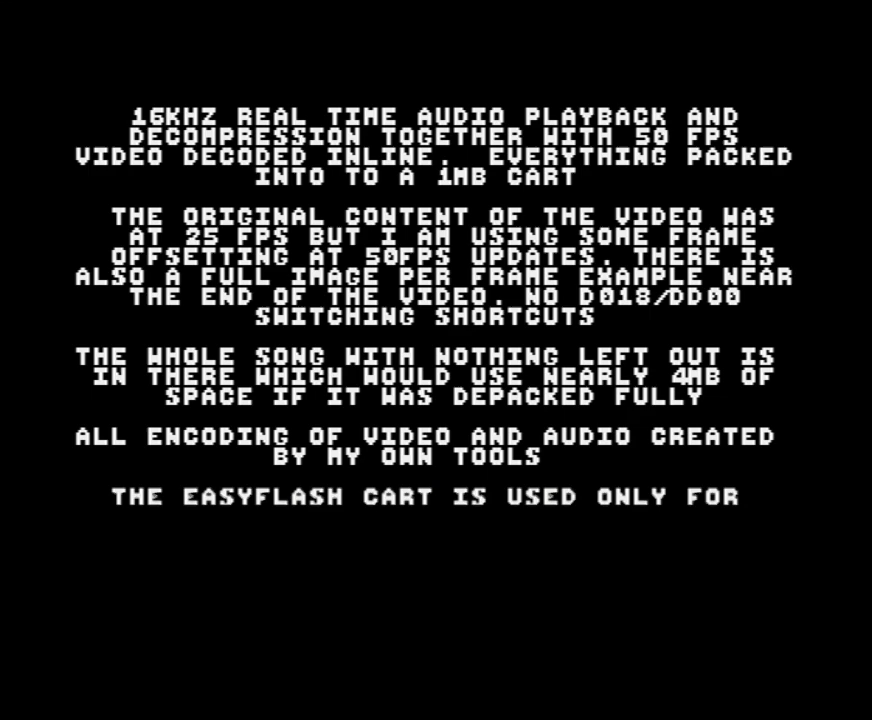 16KHZ REAL TIME AUDIO PLAYBACK AND
DECOMPRESSION TOGETHER WITH 50 FPS
VIDEO DECODED INLINE.  EVERYTHING PACKED
INTO TO A 1MB CART
THE ORIGINAL CONTENT OF THE VIDEO WAS
AT 25 FPS BUT I AM USING SOME FRAME
OFFSETTING AT 50FPS UPDATES. THERE IS
ALSO A FULL IMAGE PER FRAME EXAMPLE NEAR
THE END OF THE VIDEO. NO D018/DD00
SWITCHING SHORTCUTS
THE WHOLE SONG WITH NOTHING LEFT OUT IS
IN THERE WHICH WOULD USE NEARLY 4MB OF
SPACE IF IT WAS DEPACKED FULLY
ALL ENCODING OF VIDEO AND AUDIO CREATED
BY MY OWN TOOLS
THE EASYFLASH CART IS USED ONLY FOR